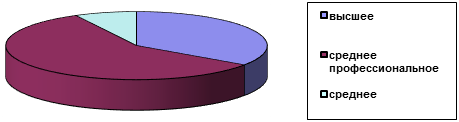 высшее
среднее
профессиональное
среднее